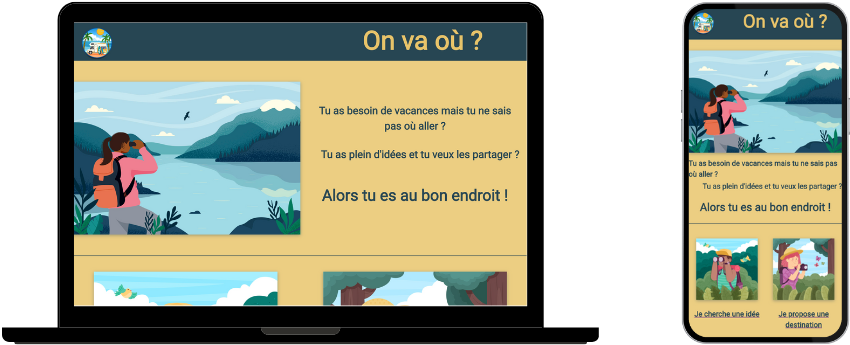 On va où ?
Tu as besoin de vacances mais tu ne sais
pas où aller ?
Tu as plein d'idées et tu veux les partager ?
Alors tu es au bon endroit !
On va où ?
Tu as besoin de vacances mais tu ne sais pas
où aller ?
Tu as plein d'idées et tu veux les partager ?
Alors tu es au bon endroit !
Je cherche une idée
Je propose une
destination